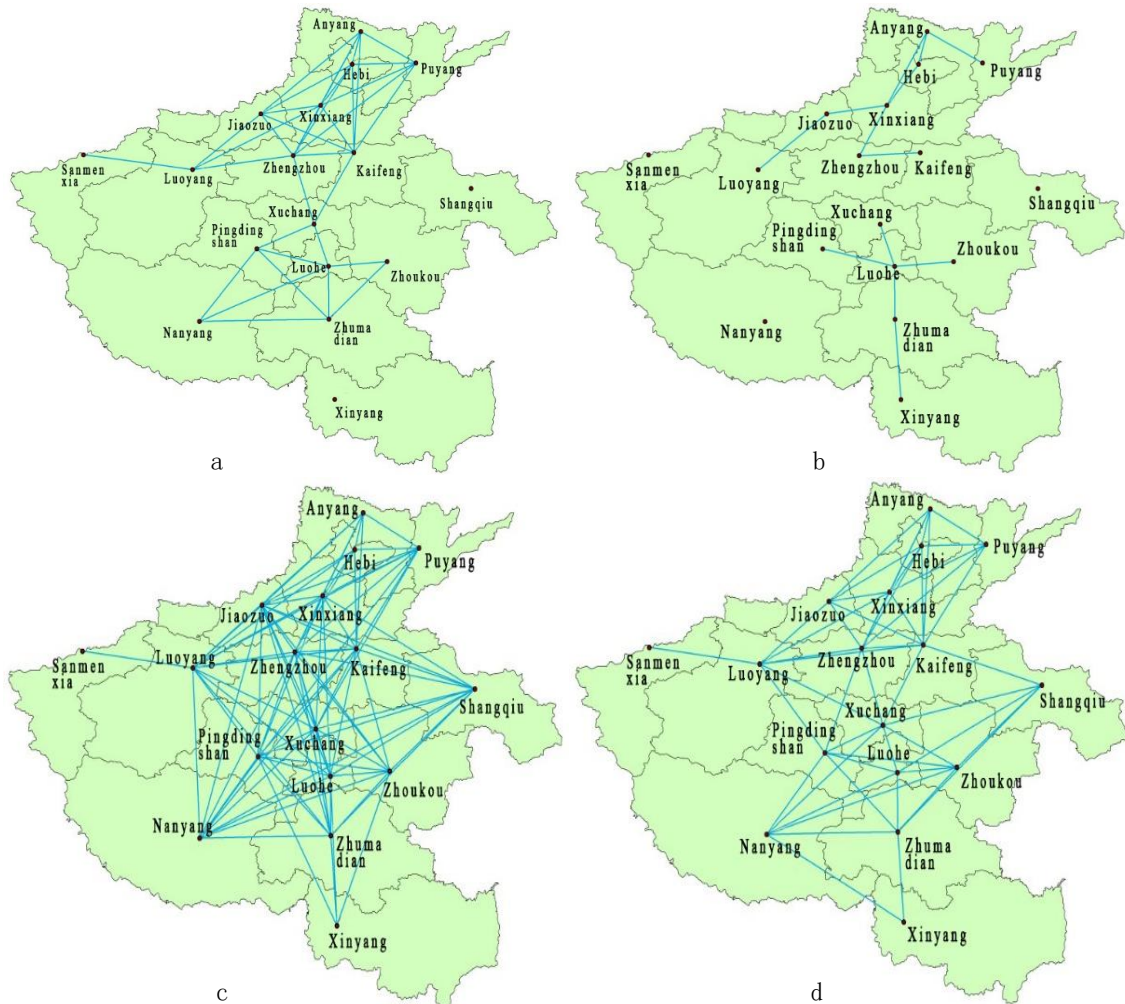 Anyang
Hebi
Puyang
Jiaozuo
Xinxiang
Sanmen
xia
Luoyang
Zhengzhou
Kaifeng
Shangqiu
Xuchang
Pingding
shan
Luohe
Zhoukou
Nanyang
Zhuma
dian
Xinyang
a
Anyang
Hebi
Puyang
Jiaozuo
Xinxiang
Sanmen
xia
Luoyang
Zhengzhou
Kaifeng
Shangqiu
Xuchang
Pingding
shan
Luohe
Zhoukou
Nanyang
Zhuma
dian
Xinyang
b
Anyang
Hebi
Puyang
Jiaozuo
Xinxiang
Sanmen
xia
Luoyang
Zhengzhou
Kaifeng
Shangqiu
Xuchang
Pingding
shan
Luohe
Zhoukou
Nanyang
Zhuma
dian
Xinyang
c
Anyang
Hebi
Puyang
Jiaozuo
Xinxiang
Sanmen
xia
Luoyang
Zhengzhou
Kaifeng
Shangqiu
Xuchang
Pingding
shan
Luohe
Zhoukou
Nanyang
Zhuma
dian
Xinyang
d